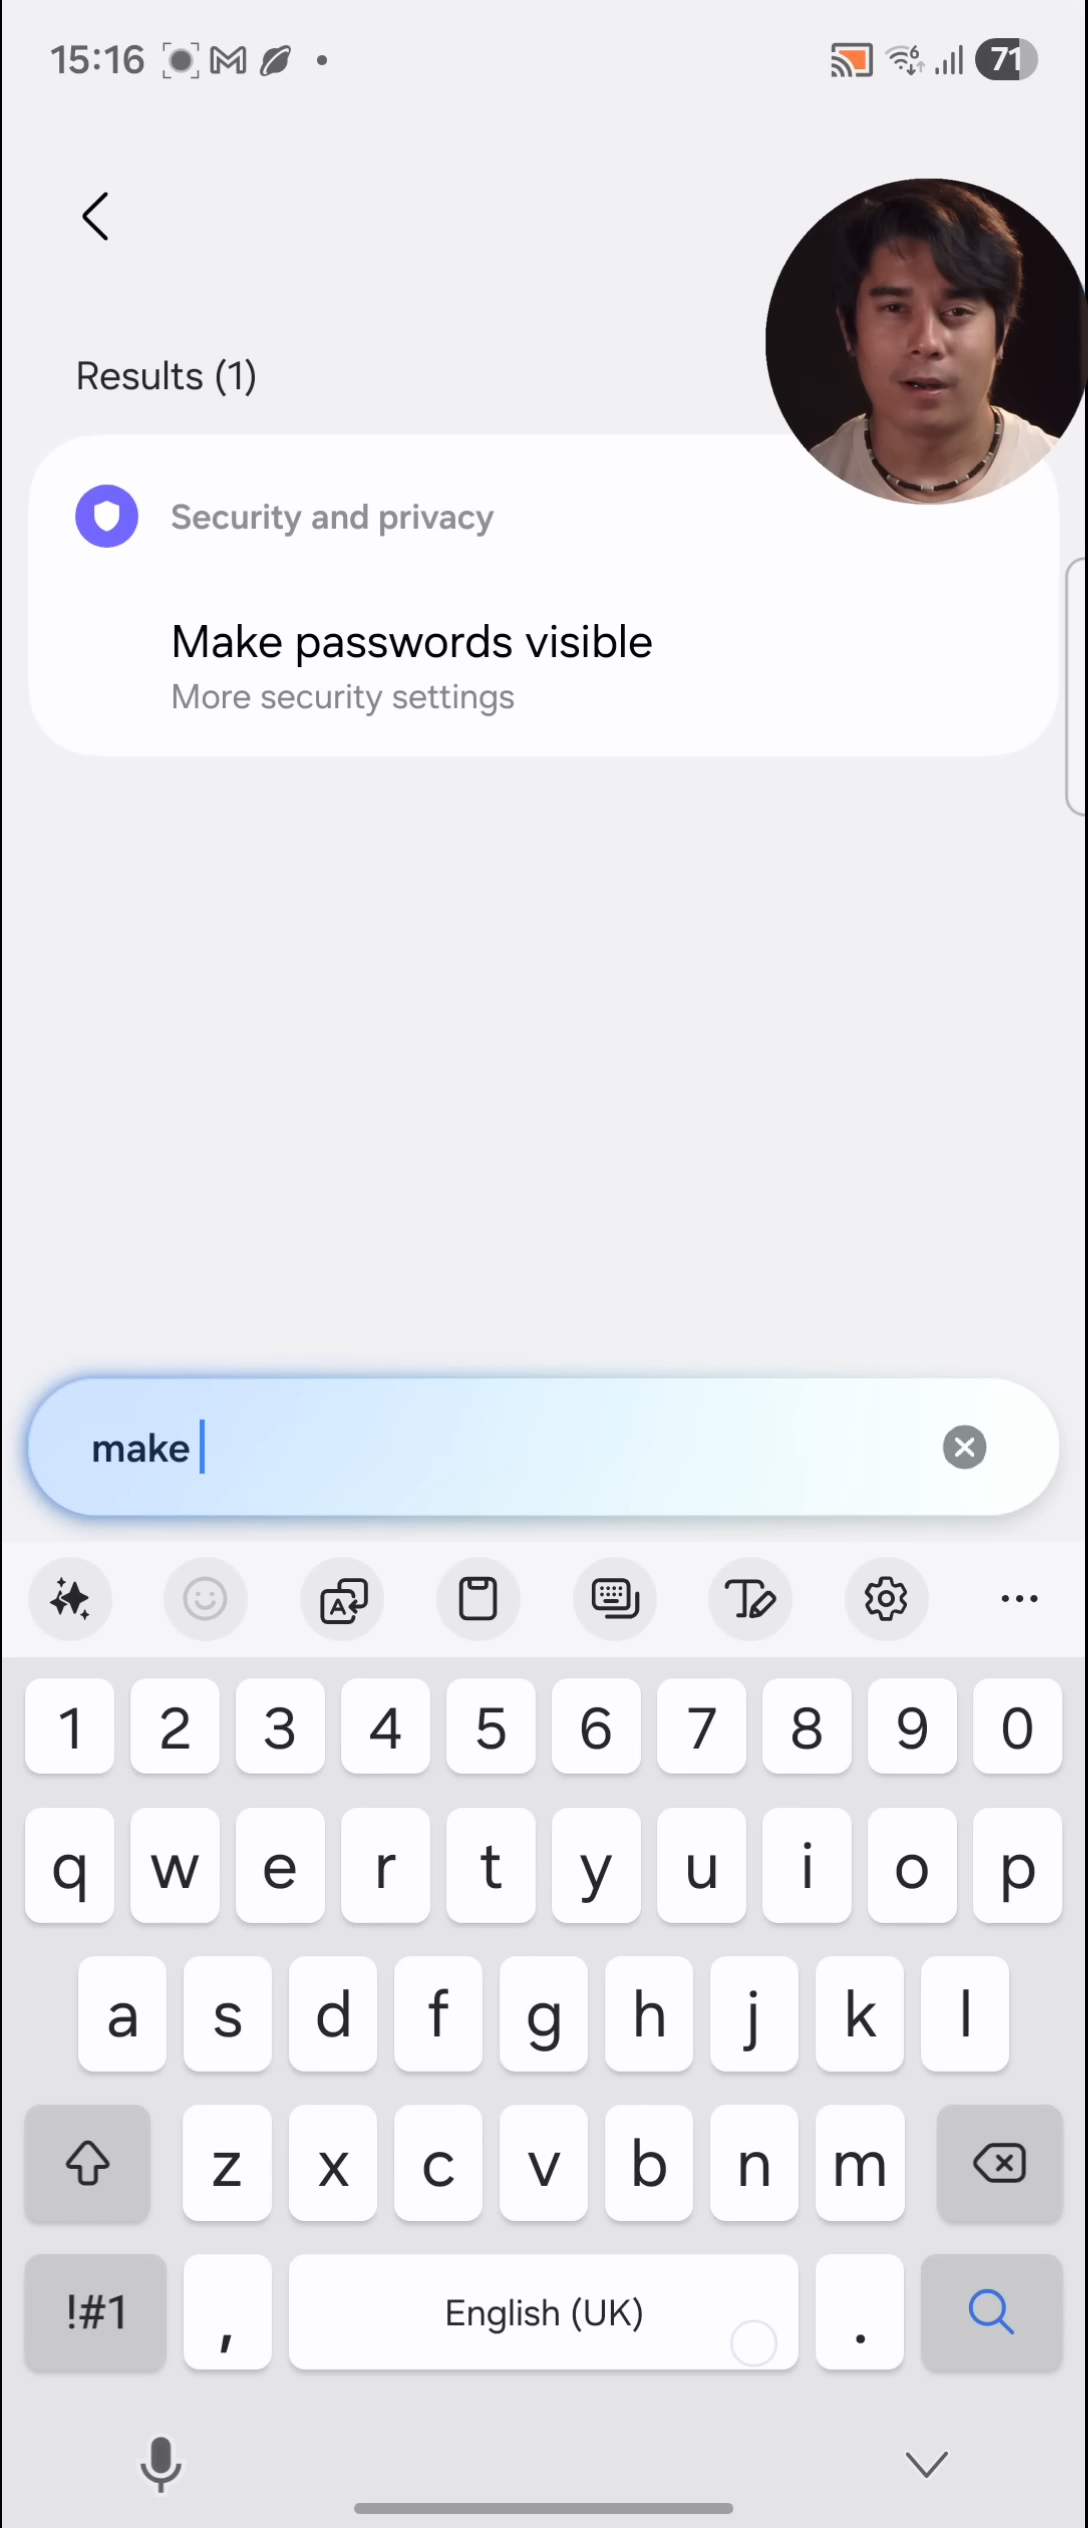 15:16
6
71
Results (1)
Security and privacy
Make passwords visible
More security settings
make
1 2 3 4 5 6 7 8 9 0
q w e r t y u i o p
a s d f g h j k l
z x c v b n m
!#1 , English (UK) .